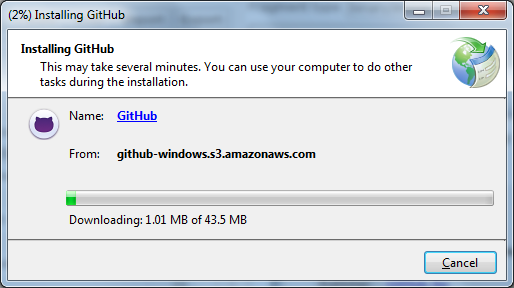 (2%) Installing GitHub
Installing GitHub
This may take several minutes. You can use your computer to do other
tasks during the installation.
Name: GitHub
From: github-windows.s3.amazonaws.com
Downloading: 1.01 MB of 43.5 MB
Cancel